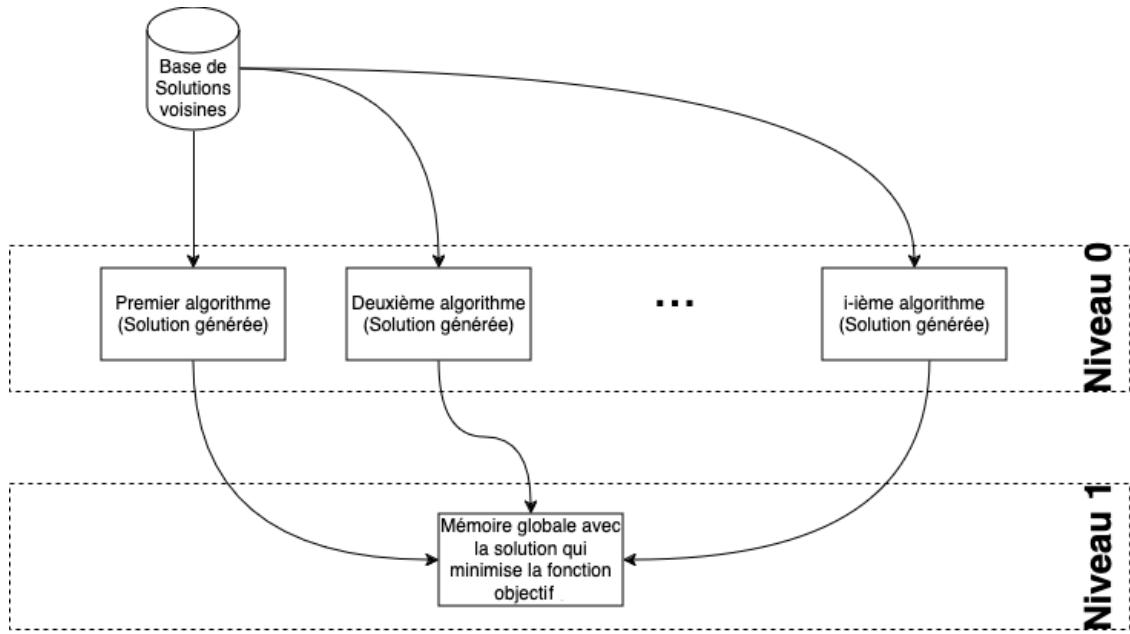 Base de
Solutions
voisines
Niveau 0
Premier algorithme
(Solution générée)
Deuxième algorithme
(Solution générée)
...
i-ième algorithme
(Solution générée)
Niveau 1
Mémoire globale avec
la solution qui
minimise la fonction
objectif